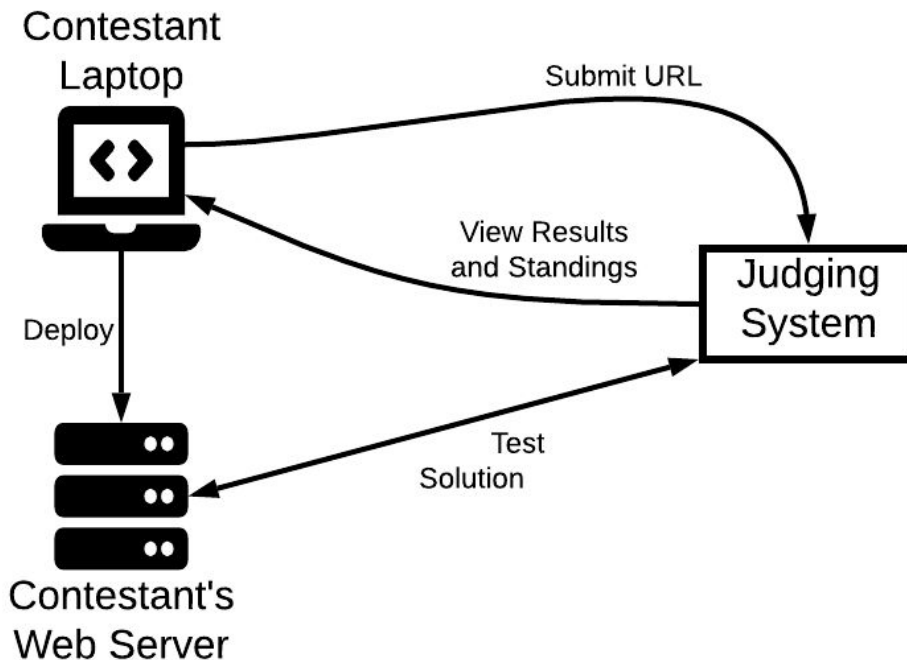 Contestant
Laptop
Submit URL
View Results
and Standings
Judging
System
Deploy
Test
Solution
Contestant's
Web Server